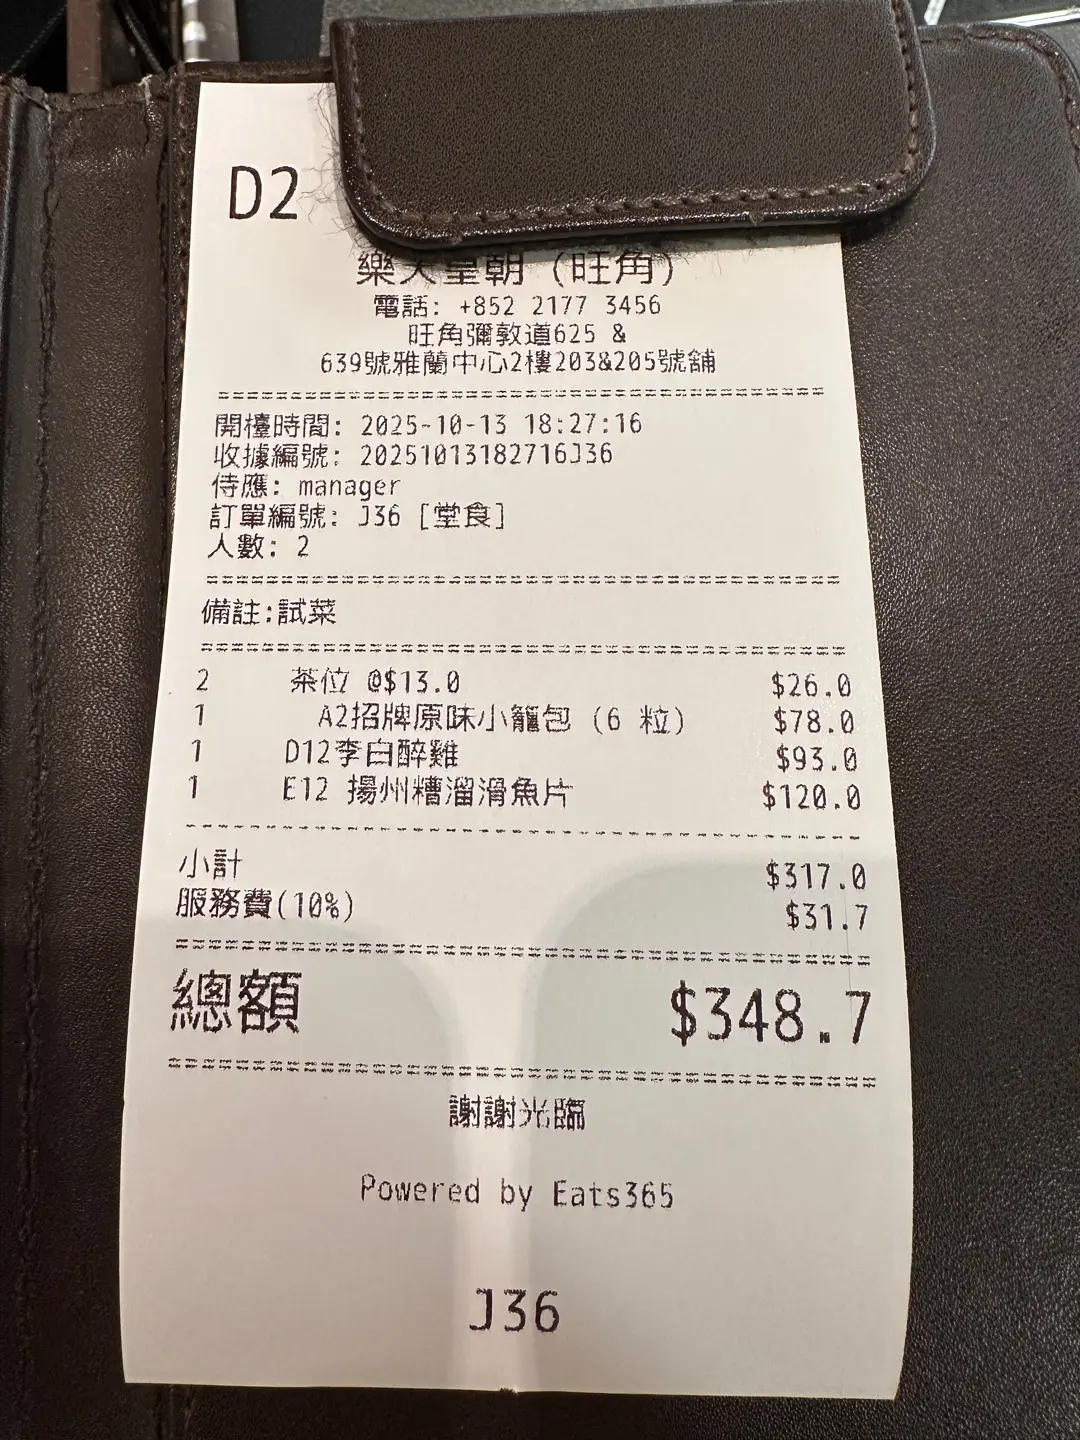 D2
樂天皇朝 (旺角)
電話: +852 2177 3456
旺角彌敦道625 &
639號雅蘭中心2樓203&205號舖
開檯時間: 2025-10-13 18:27:16
收據編號: 20251013182716J36
侍應: manager
訂單編號: J36 [堂食]
人數: 2
備註:試菜
2 茶位 @$13.0 $26.0
1 A2招牌原味小籠包 (6 粒) $78.0
1 D12李白醉雞 $93.0
1 E12 揚州糟溜滑魚片 $120.0
小計 $317.0
服務費(10%) $31.7
總額 $348.7
謝謝光臨
Powered by Eats365
J36